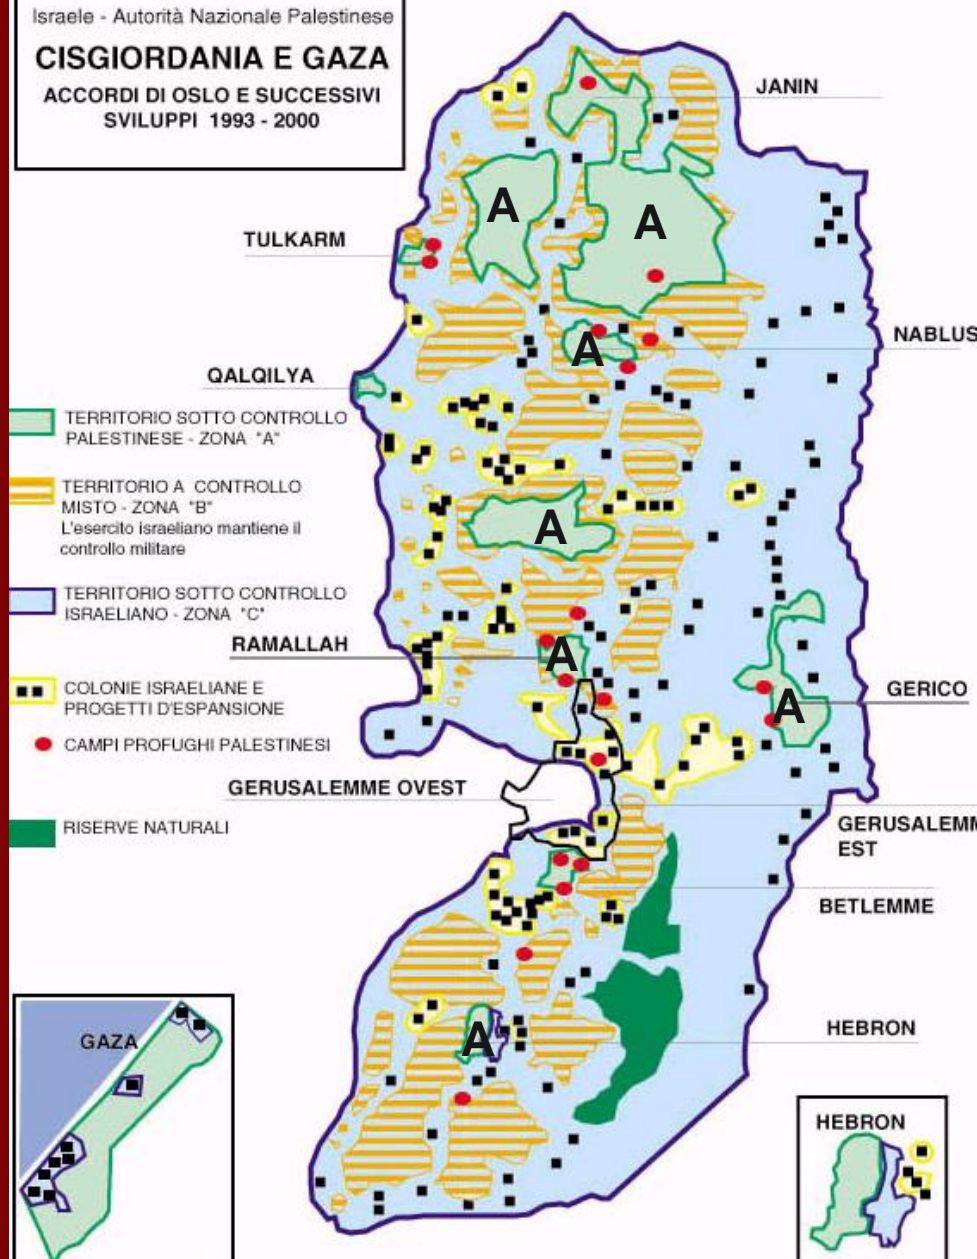 Israele - Autorità Nazionale Palestinese
CISGIORDANIA E GAZA
ACCORDI DI OSLO E SUCCESSIVI
SVILUPPI 1993 - 2000
JANIN
A
A
TULKARM
NABLUS
A
QALQILYA
TERRITORIO SOTTO CONTROLLO
PALESTINESE - ZONA "A"
TERRITORIO A CONTROLLO
MISTO - ZONA "B"
L'esercito israeliano mantiene il
controllo militare
A
TERRITORIO SOTTO CONTROLLO
ISRAELIANO - ZONA "C"
RAMALLAH
A
COLONIE ISRAELIANE E
PROGETTI D'ESPANSIONE
GERICO
A
CAMPI PROFUGHI PALESTINESI
GERUSALEMME OVEST
RISERVE NATURALI
GERUSALEMM
EST
BETLEMME
GAZA
A
HEBRON
HEBRON